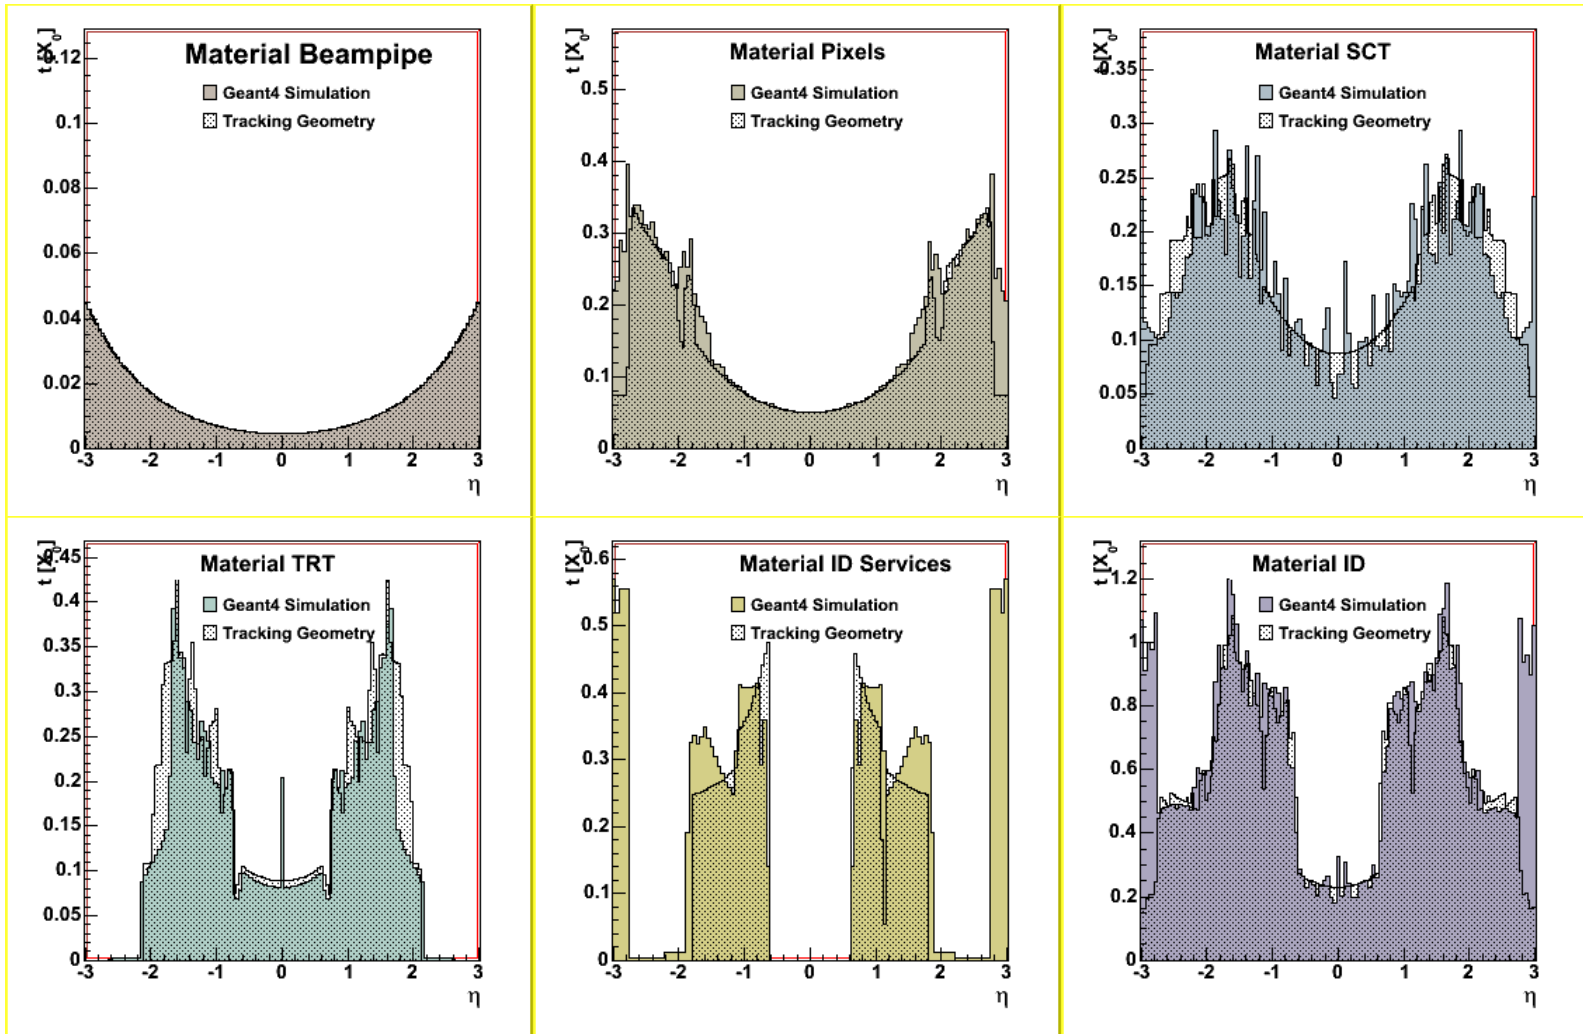 Material Beampipe
t [X0]
Geant4 Simulation
Tracking Geometry
0.12
0.1
0.08
0.06
0.04
0.02
0
-3 -2 -1 0 1 2 3
η
Material Pixels
t [X0]
Geant4 Simulation
Tracking Geometry
0.5
0.4
0.3
0.2
0.1
0
-3 -2 -1 0 1 2 3
η
Material SCT
t [X0]
Geant4 Simulation
Tracking Geometry
0.35
0.3
0.25
0.2
0.15
0.1
0.05
0
-3 -2 -1 0 1 2 3
η
Material TRT
t [X0]
Geant4 Simulation
Tracking Geometry
0.45
0.4
0.35
0.3
0.25
0.2
0.15
0.1
0.05
0
-3 -2 -1 0 1 2 3
η
Material ID Services
t [X0]
Geant4 Simulation
Tracking Geometry
0.6
0.5
0.4
0.3
0.2
0.1
0
-3 -2 -1 0 1 2 3
η
Material ID
t [X0]
Geant4 Simulation
Tracking Geometry
1.2
1
0.8
0.6
0.4
0.2
0
-3 -2 -1 0 1 2 3
η